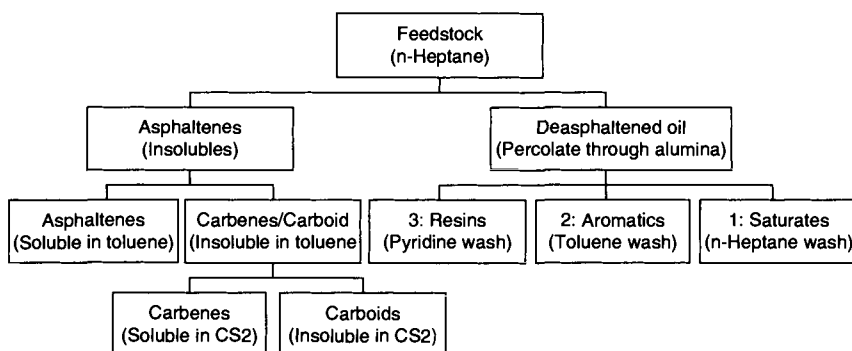 Feedstock
(n-Heptane)
Asphaltenes
(Insolubles)
Deasphaltened oil
(Percolate through alumina)
Asphaltenes
(Soluble in toluene)
Carbenes/Carboid
(Insoluble in toluene
3: Resins
(Pyridine wash)
2: Aromatics
(Toluene wash)
1: Saturates
(n-Heptane wash)
Carbenes
(Soluble in CS2)
Carboids
(Insoluble in CS2)